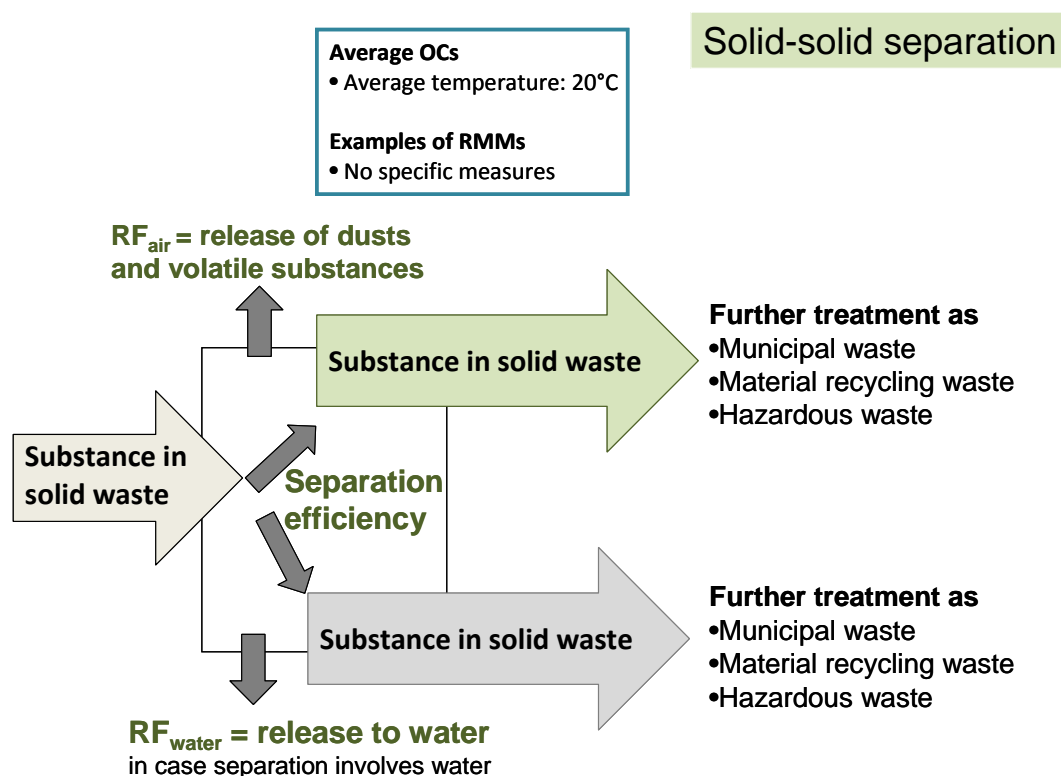 Solid-solid separation
Average OCs
• Average temperature: 20°C
Examples of RMMs
• No specific measures
RFair = release of dusts
and volatile substances
Substance in solid waste
Further treatment as
•Municipal waste
•Material recycling waste
•Hazardous waste
Substance in
solid waste
Separation
efficiency
Substance in solid waste
Further treatment as
•Municipal waste
•Material recycling waste
•Hazardous waste
RFwater = release to water
in case separation involves water